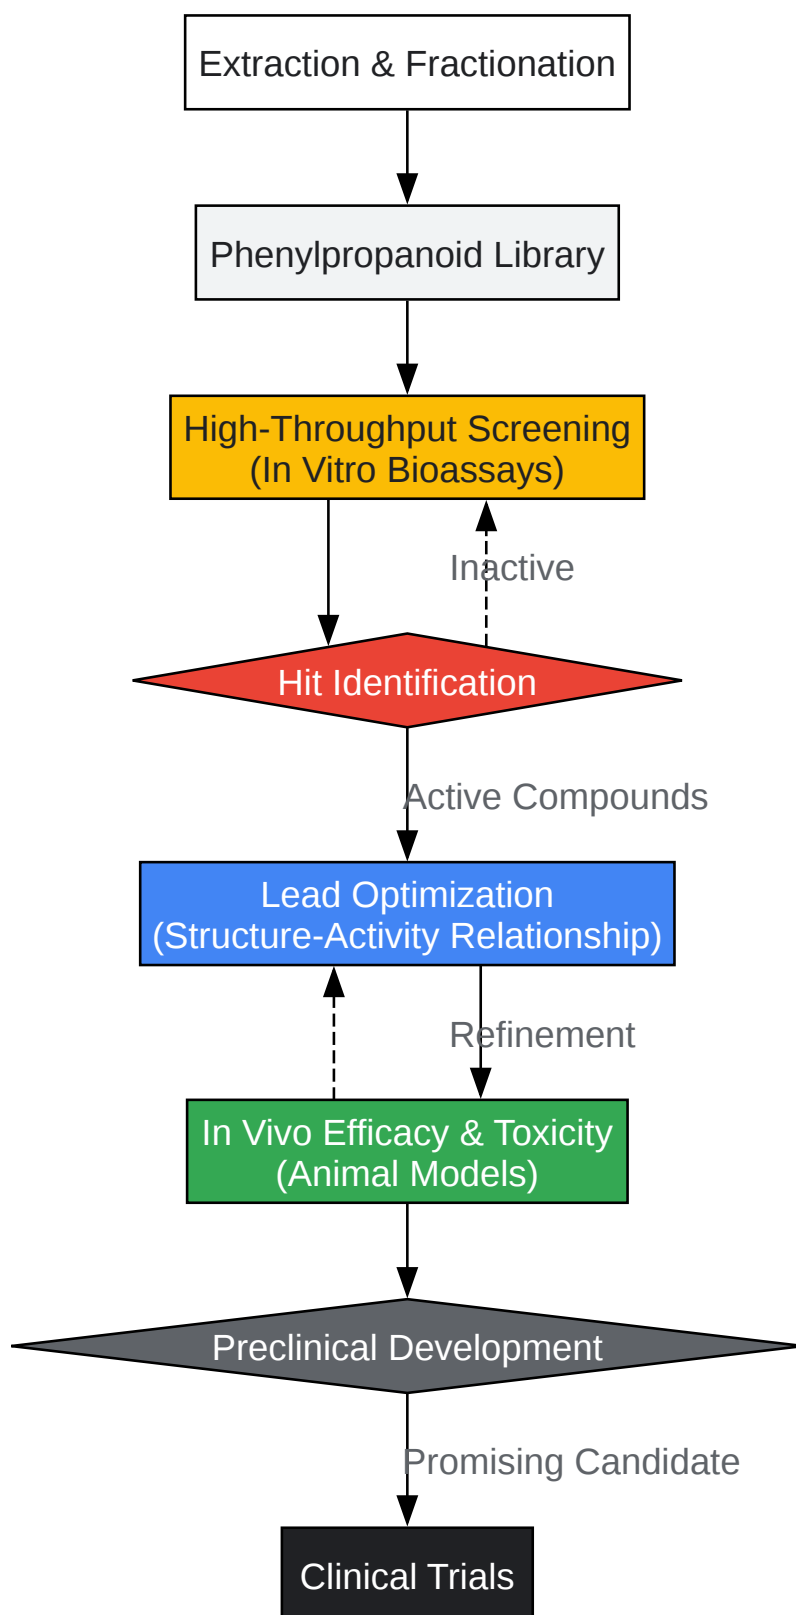 Extraction & Fractionation
Phenylpropanoid Library
High-Throughput Screening
(In Vitro Bioassays)
Inactive
Hit Identification
Active Compounds
Lead Optimization
(Structure-Activity Relationship)
Refinement
In Vivo Efficacy & Toxicity
(Animal Models)
Preclinical Development
Promising Candidate
Clinical Trials